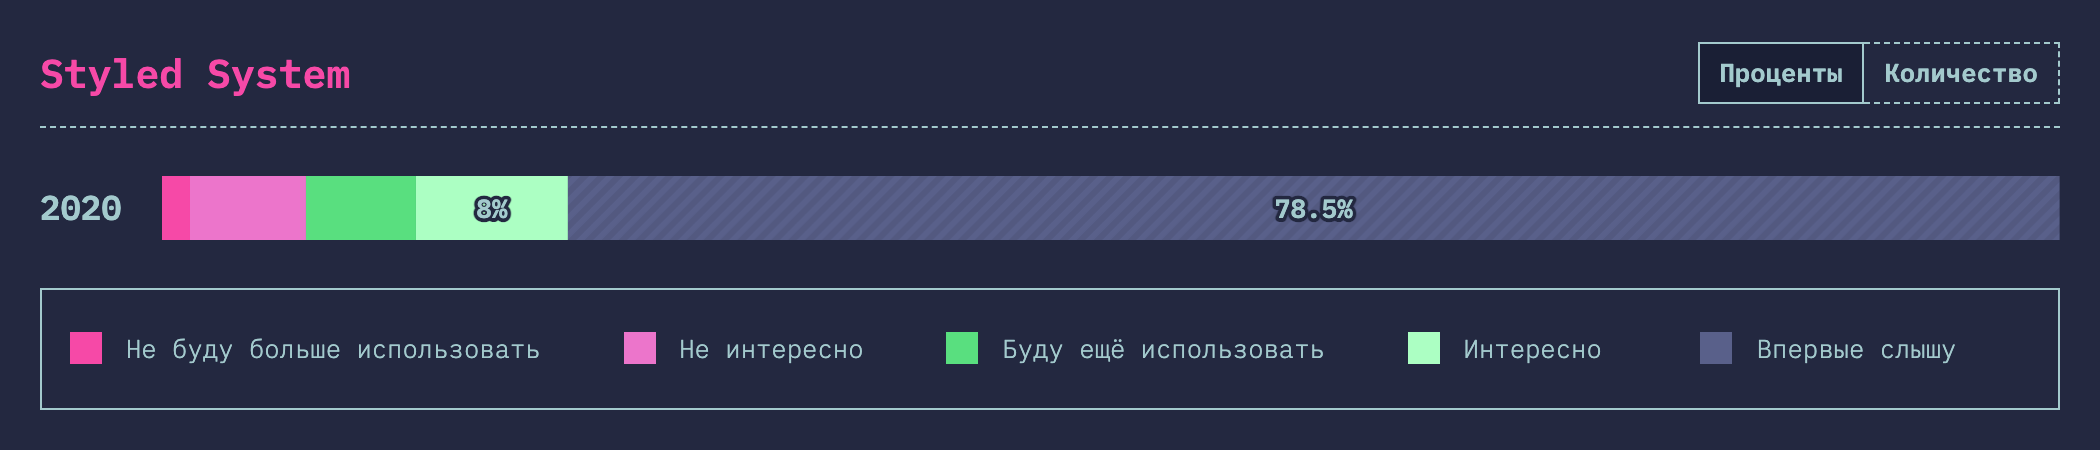 Styled System
Проценты Количество
2020 8% 78.5%
Не буду больше использовать Не интересно Буду ещё использовать Интересно Впервые слышу